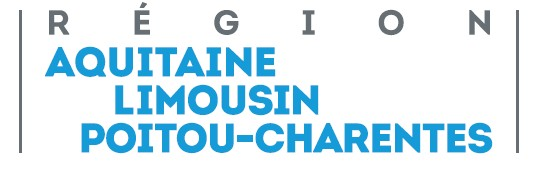 RÉGION
AQUITAINE
LIMOUSIN
POITOU-CHARENTES